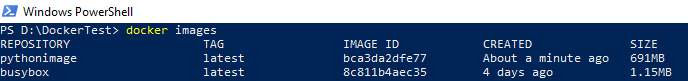 Windows PowerShell
PS D:\DockerTest> docker images
REPOSITORY TAG IMAGE ID CREATED SIZE
pythonimage latest bca3da2dfe77 About a minute ago 691MB
busybox latest 8c811b4aec35 4 days ago 1.15MB